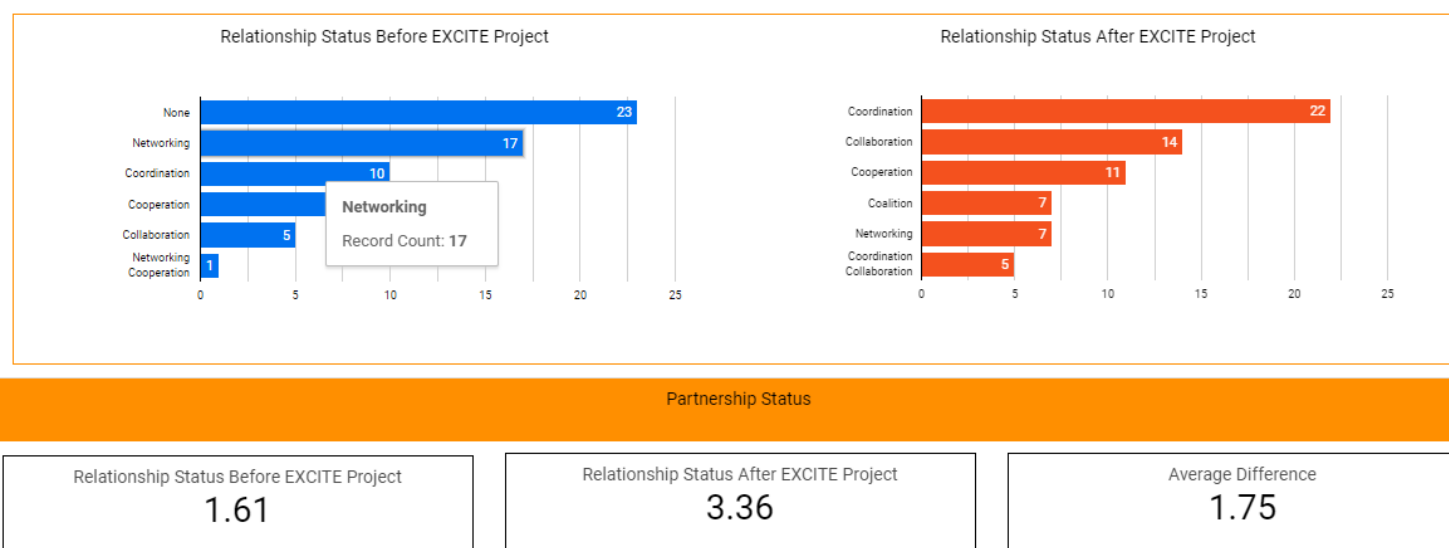 Relationship Status Before EXCITE Project
None
23
Networking
17
Coordination
10
Cooperation
Collaboration
5
Networking
Cooperation
1
0 5 10 15 20 25
Networking
Record Count: 17
Relationship Status After EXCITE Project
Coordination
22
Collaboration
14
Cooperation
11
Coalition
7
Networking
7
Coordination
Collaboration
5
0 5 10 15 20 25
Partnership Status
Relationship Status Before EXCITE Project
1.61
Relationship Status After EXCITE Project
3.36
Average Difference
1.75